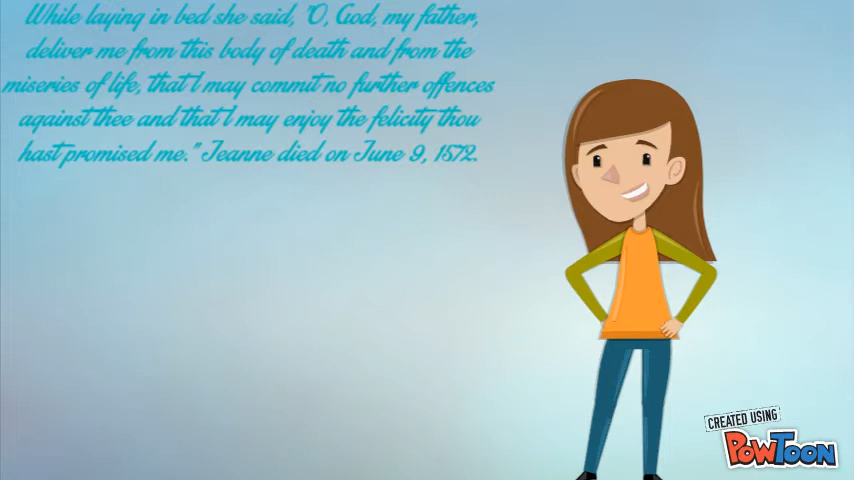 While laying in bed she said, "O, God, my father,
deliver me from this body of death and from the
miseries of life, that I may commit no further offences
against thee and that I may enjoy the felicity thou
hast promised me." Jeanne died on June 9, 1572.
CREATED USING
POWTOON